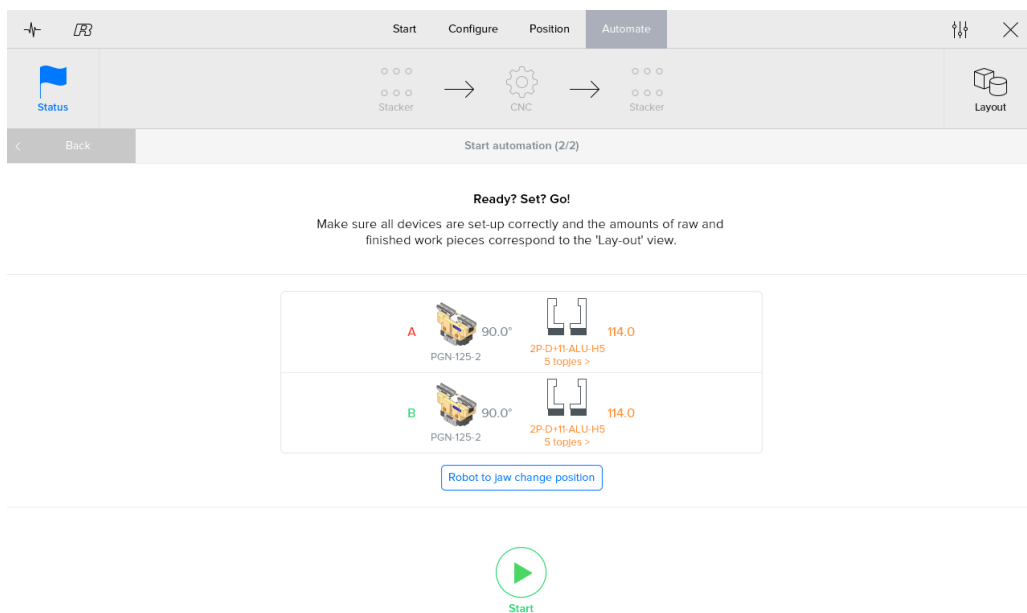 Start Configure Position Automate
Status
Stacker
CNC
Stacker
Layout
Back
Start automation (2/2)
Ready? Set? Go!
Make sure all devices are set-up correctly and the amounts of raw and
finished work pieces correspond to the 'Lay-out' view.
A 90.0° 114.0
PGN-125-2
2P-D+11-ALU-H5
5 topjes >
B 90.0° 114.0
PGN-125-2
2P-D+11-ALU-H5
5 topjes >
Robot to jaw change position
Start